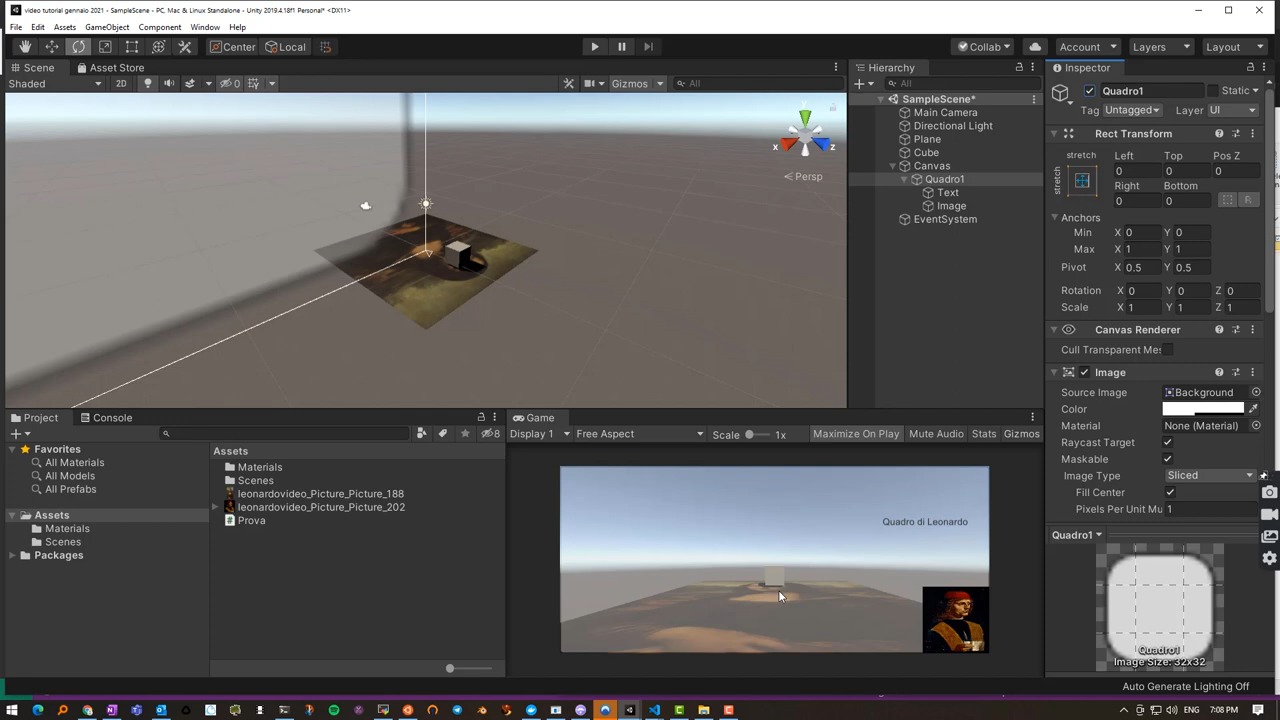 video tutorial gennaio 2021 - SampleScene - PC, Mac & Linux Standalone - Unity 2019.4.18f1 Personal* <DX11>
File Edit Assets GameObject Component Window Help
Center Local Collab Account Layers Layout
Scene Asset Store
Shaded 2D 0 Gizmos All
Y
X Z
Persp
Hierarchy
All
SampleScene*
Main Camera
Directional Light
Plane
Cube
Canvas
Quadro1
Text
Image
EventSystem
Inspector
Quadro1 Static
Tag Untagged Layer UI
Rect Transform
stretch Left Top Pos Z
stretch 0 0 0
Right Bottom
0 0 R
Anchors
Min X 0 Y 0
Max X 1 Y 1
Pivot X 0.5 Y 0.5
Rotation X 0 Y 0 Z 0
Scale X 1 Y 1 Z 1
Canvas Renderer
Cull Transparent Mes
Image
Source Image Background
Color
Material None (Material)
Raycast Target
Maskable
Image Type Sliced
Fill Center
Pixels Per Unit Mu 1
Quadro1
Quadro1
Image Size: 32x32
Auto Generate Lighting Off
Project Console
8
Favorites
All Materials
All Models
All Prefabs
Assets
Materials
Scenes
Packages
Assets
Materials
Scenes
leonardovideo_Picture_Picture_188
leonardovideo_Picture_Picture_202
Prova
Game
Display 1 Free Aspect Scale 1x Maximize On Play Mute Audio Stats Gizmos
Quadro di Leonardo
ENG 7:08 PM